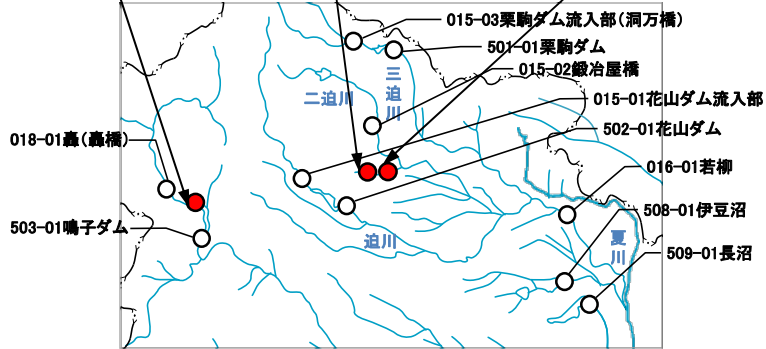 015-03栗駒ダム流入部(洞万橋)
501-01栗駒ダム
015-02鍛冶屋橋
三迫川
二迫川
015-01花山ダム流入部
502-01花山ダム
018-01轟(轟橋)
016-01若柳
508-01伊豆沼
503-01鳴子ダム
迫川
夏川
509-01長沼